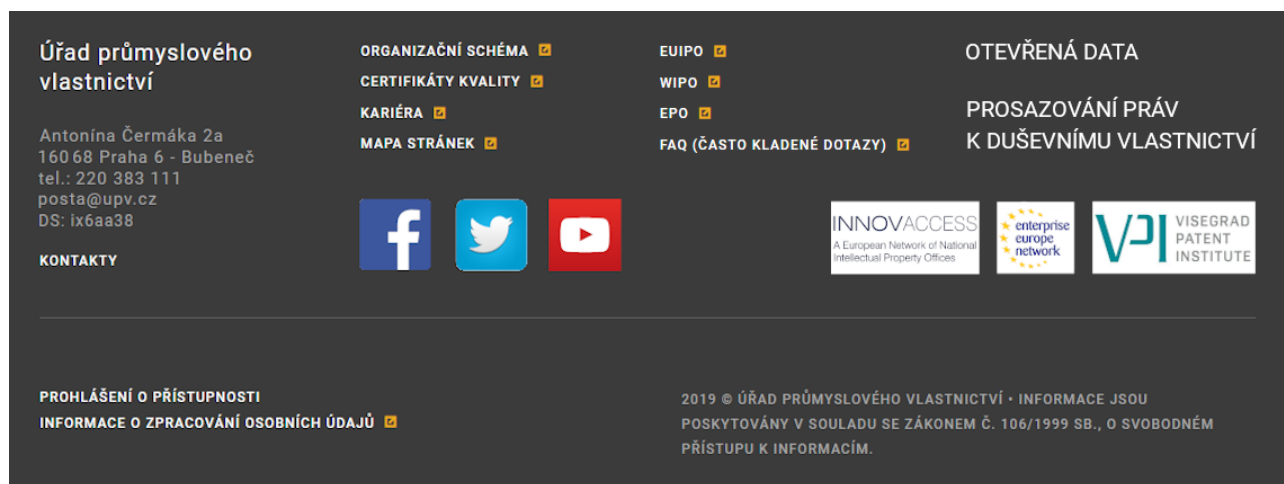 Úřad průmyslového
vlastnictví
Antonína Čermáka 2a
160 68 Praha 6 - Bubeneč
tel.: 220 383 111
posta@upv.cz
DS: ix6aa38
KONTAKTY
ORGANIZAČNÍ SCHÉMA
CERTIFIKÁTY KVALITY
KARIÉRA
MAPA STRÁNEK
EUIPO
WIPO
EPO
FAQ (ČASTO KLADENÉ DOTAZY)
OTEVŘENÁ DATA
PROSAZOVÁNÍ PRÁV
K DUŠEVNÍMU VLASTNICTVÍ
f
INNOVACCESS
A European Network of National
Intellectual Property Offices
enterprise
europe
network
VPI
VISEGRAD
PATENT
INSTITUTE
PROHLÁŠENÍ O PŘÍSTUPNOSTI
INFORMACE O ZPRACOVÁNÍ OSOBNÍCH ÚDAJŮ
2019 © ÚŘAD PRŮMYSLOVÉHO VLASTNICTVÍ • INFORMACE JSOU
POSKYTOVÁNY V SOULADU SE ZÁKONEM Č. 106/1999 SB., O SVOBODNÉM
PŘÍSTUPU K INFORMACÍM.